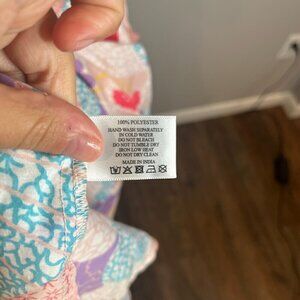 100% POLYESTER
HAND WASH SEPARATELY
IN COLD WATER
DO NOT BLEACH
DO NOT TUMBLE DRY
IRON LOW HEAT
DO NOT DRY CLEAN
MADE IN INDIA